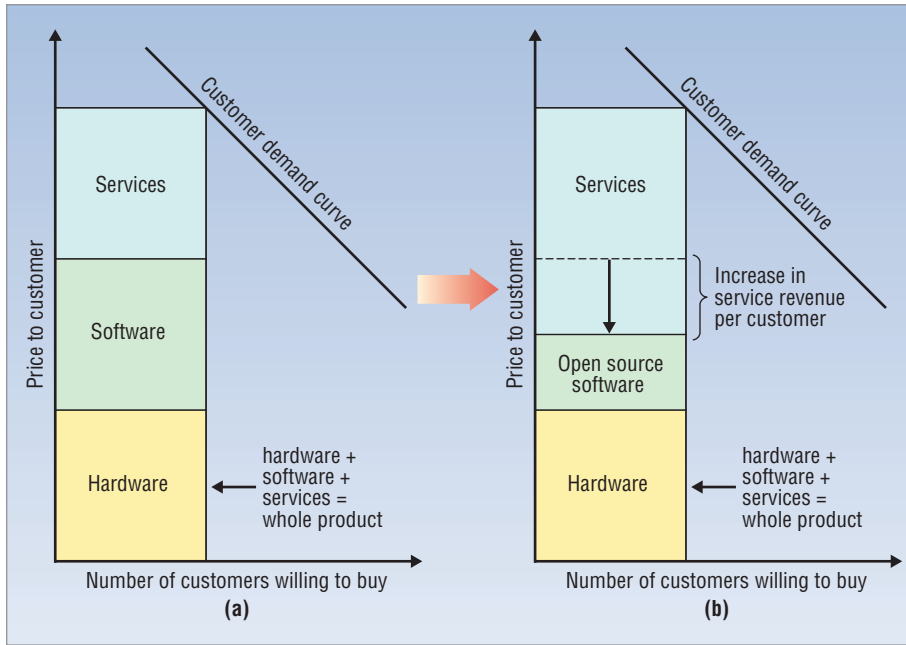 Price to customer
Customer demand curve
Services
Software
Hardware
hardware +
software +
services =
whole product
Number of customers willing to buy
(a)
Price to customer
Customer demand curve
Services
Increase in
service revenue
per customer
Open source
software
Hardware
hardware +
software +
services =
whole product
Number of customers willing to buy
(b)